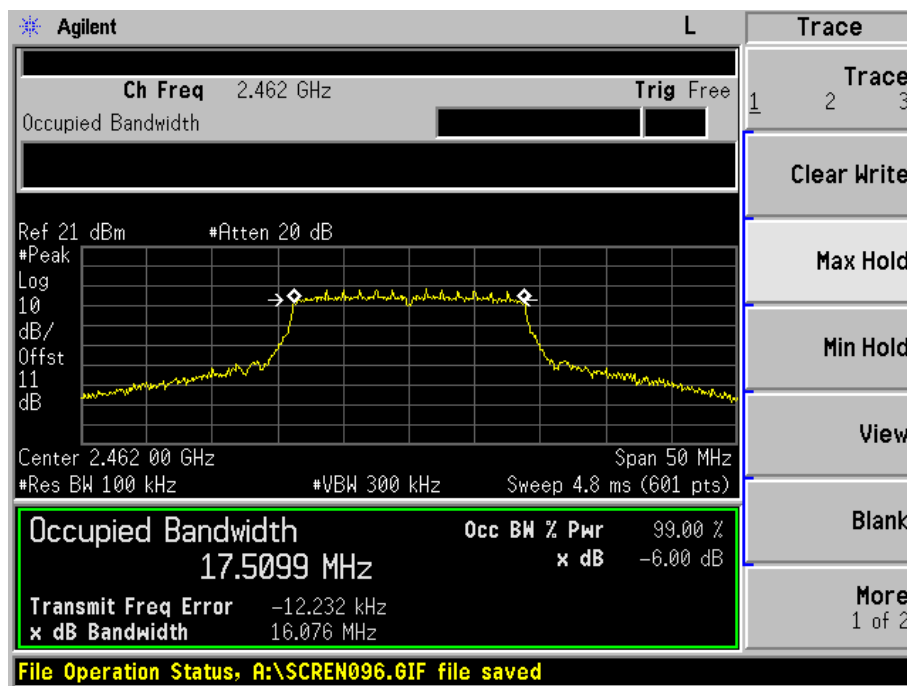 Agilent L Trace
Ch Freq 2.462 GHz Trig Free
Occupied Bandwidth
Trace
1 2 3
Clear Write
Max Hold
Min Hold
View
Blank
More
1 of 2
Ref 21 dBm #Atten 20 dB
#Peak
Log
10
dB/
Offst
11
dB
Center 2.462 00 GHz Span 50 MHz
#Res BW 100 kHz #VBW 300 kHz Sweep 4.8 ms (601 pts)
Occupied Bandwidth Occ BW % Pwr 99.00 %
17.5099 MHz x dB -6.00 dB
Transmit Freq Error -12.232 kHz
x dB Bandwidth 16.076 MHz
File Operation Status, A:\SCREN096.GIF file saved